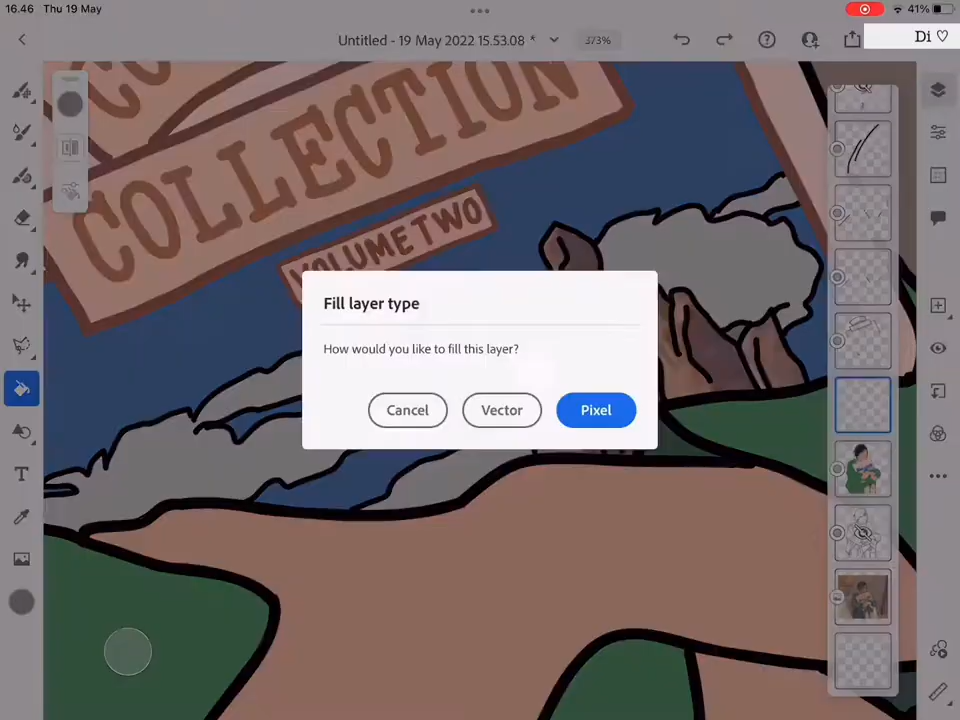 16.46 Thu 19 May
41%
Untitled - 19 May 2022 15.53.08 *
373%
Di ♡
CO
COLLECTION
VOLUME TWO
Fill layer type
How would you like to fill this layer?
Cancel
Vector
Pixel
T